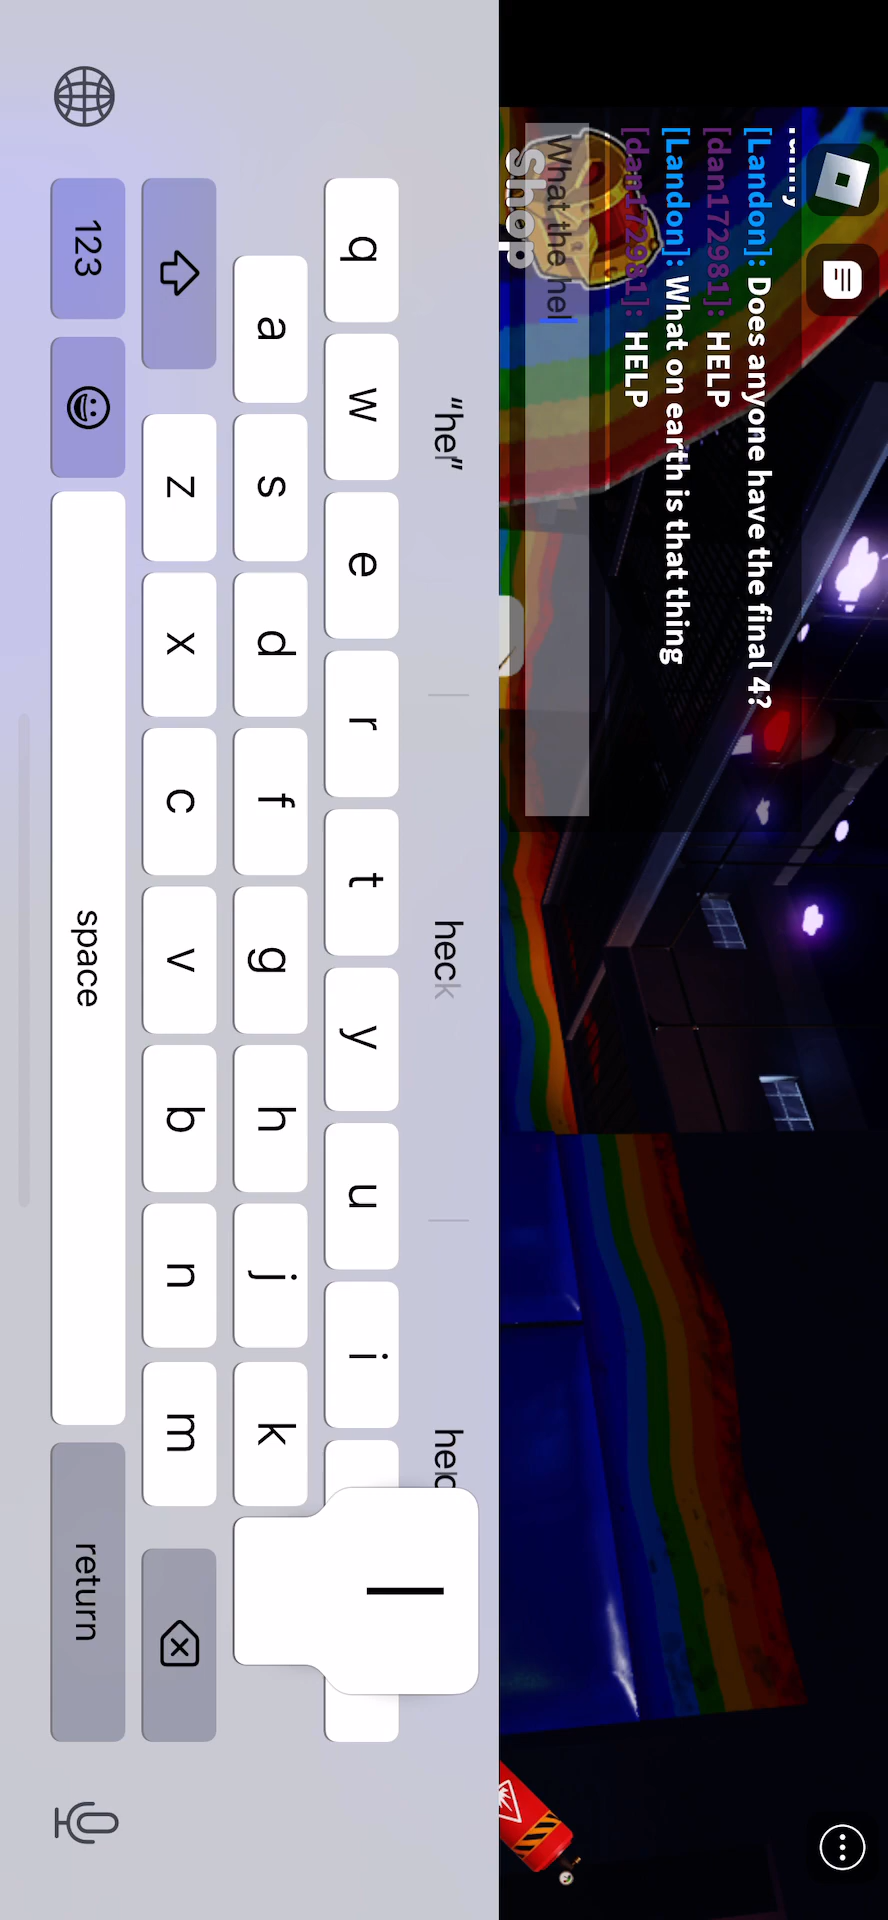 [Landon]: Does anyone have the final 4?
[dan172981]: HELP
[Landon]: What on earth is that thing
[dan172981]: HELP
What the hel
Shop
"hel"
heck
q w e r t y u i
a s d f g h j k l
z x c v b n m
123 space return